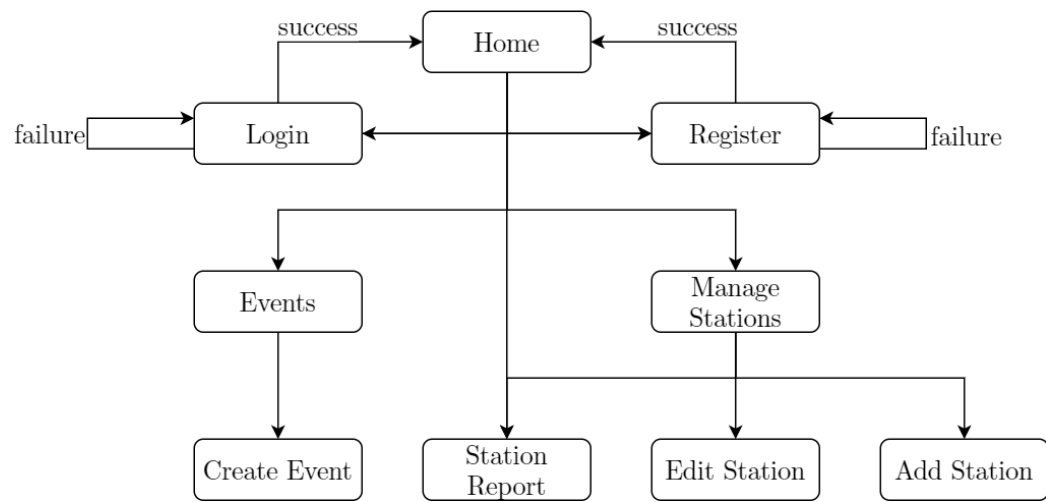 success
Home
success
failure
Login
Register
failure
Events
Manage
Stations
Create Event
Station
Report
Edit Station
Add Station